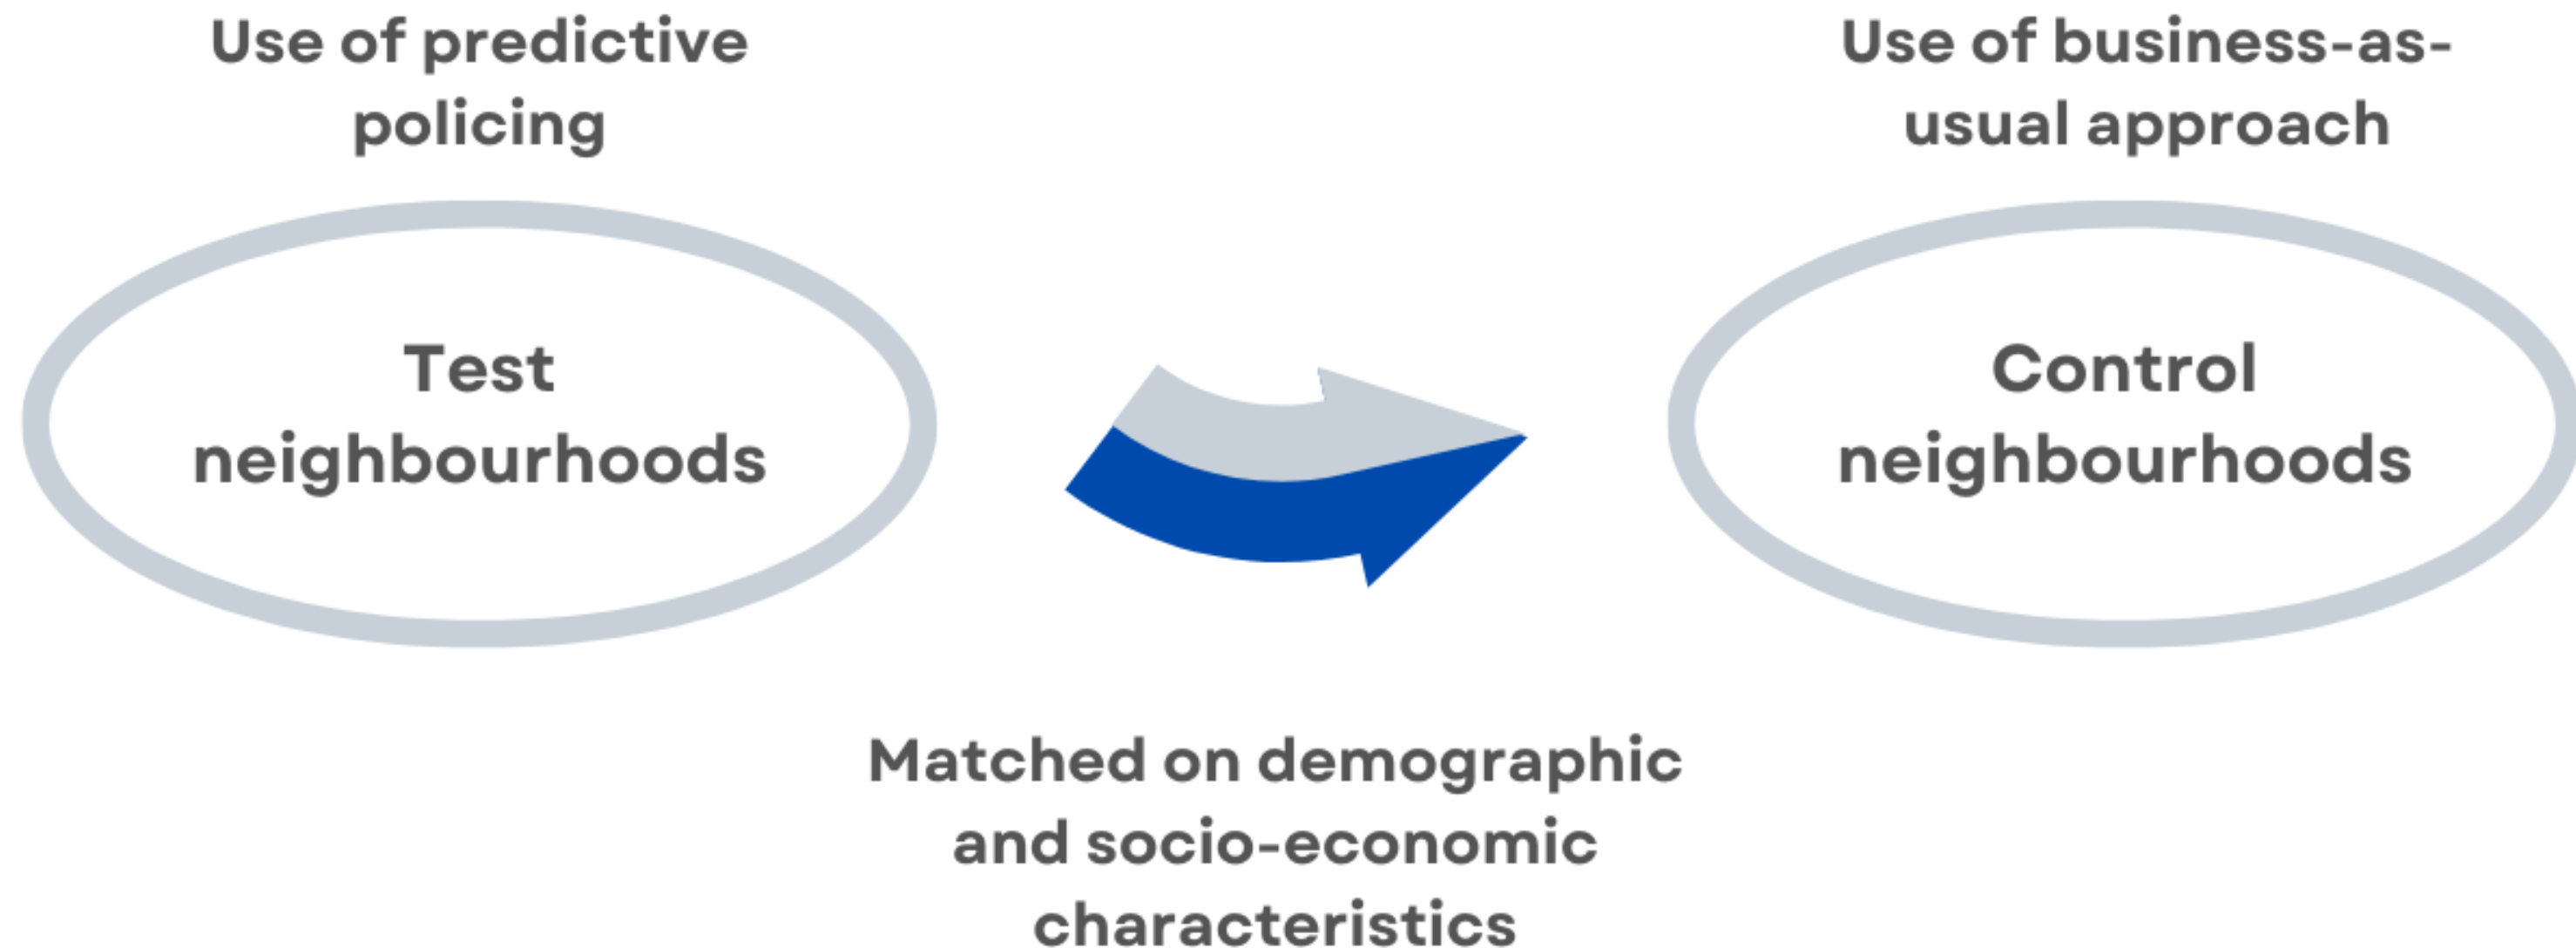 Use of predictive
policing
Use of business-as-
usual approach
Test
neighbourhoods
Control
neighbourhoods
Matched on demographic
and socio-economic
characteristics